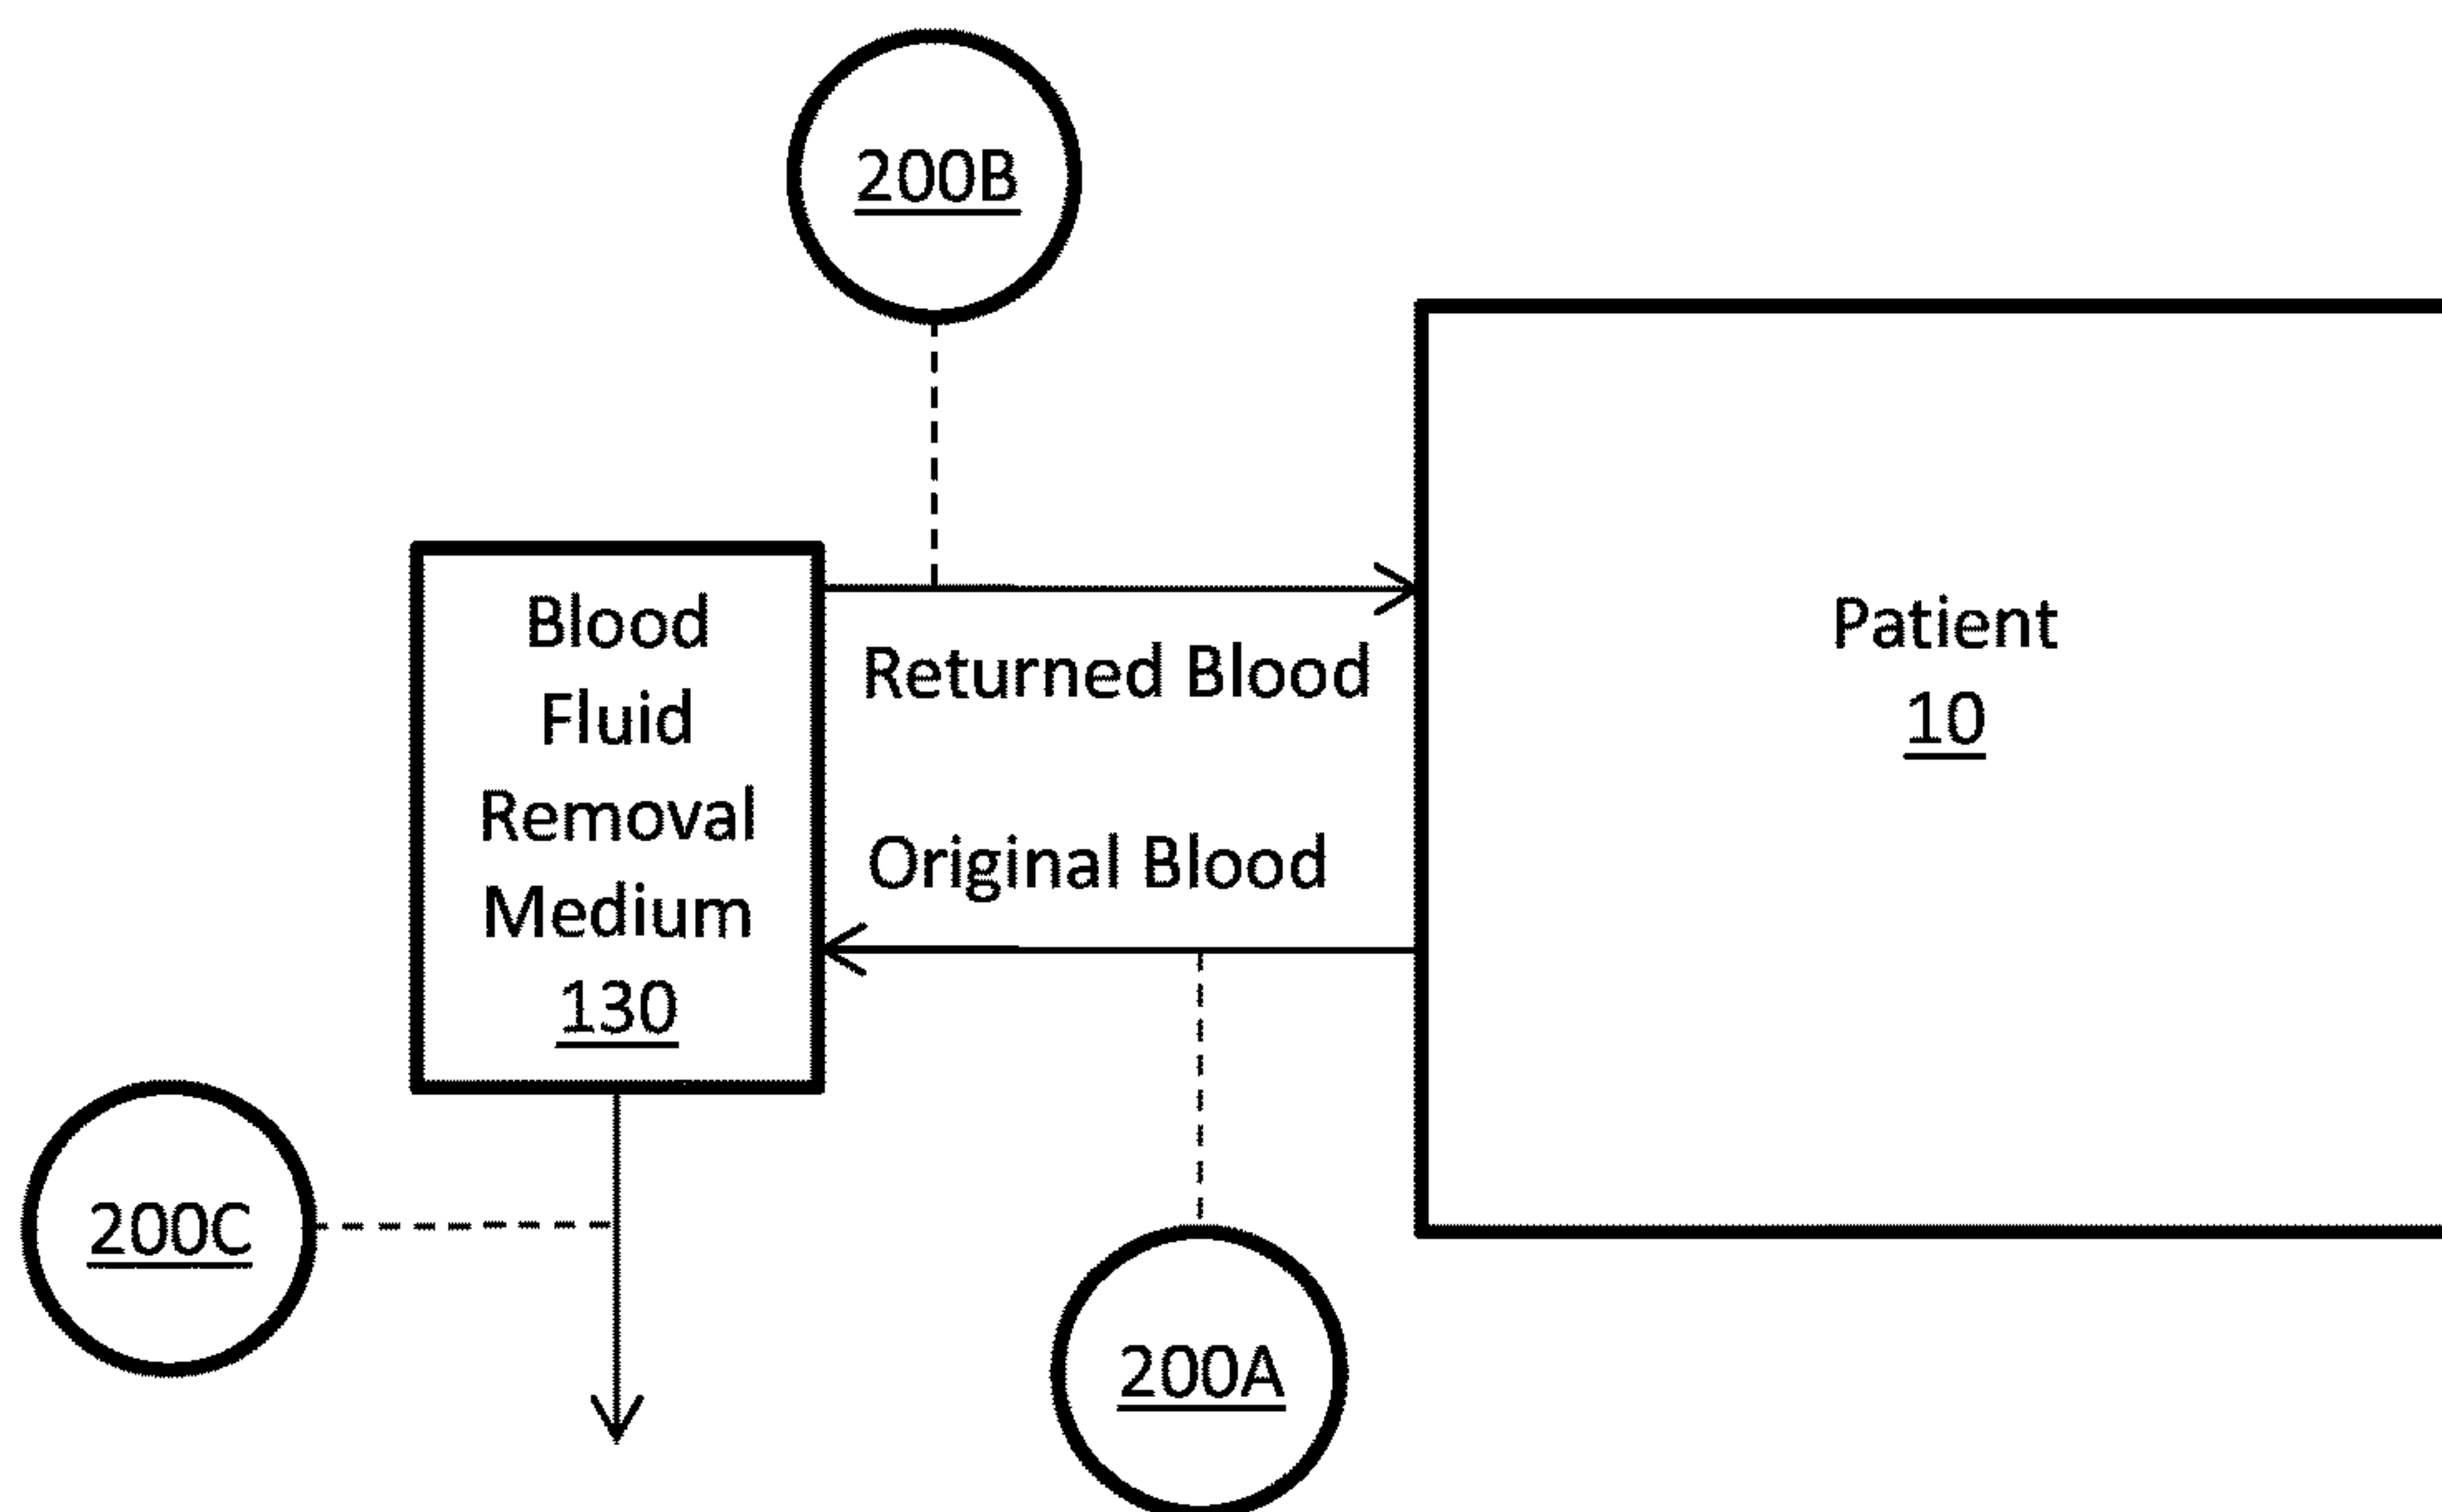 200B
Blood
Fluid
Removal
Medium
130
Returned Blood
Original Blood
Patient
10
200C
200A